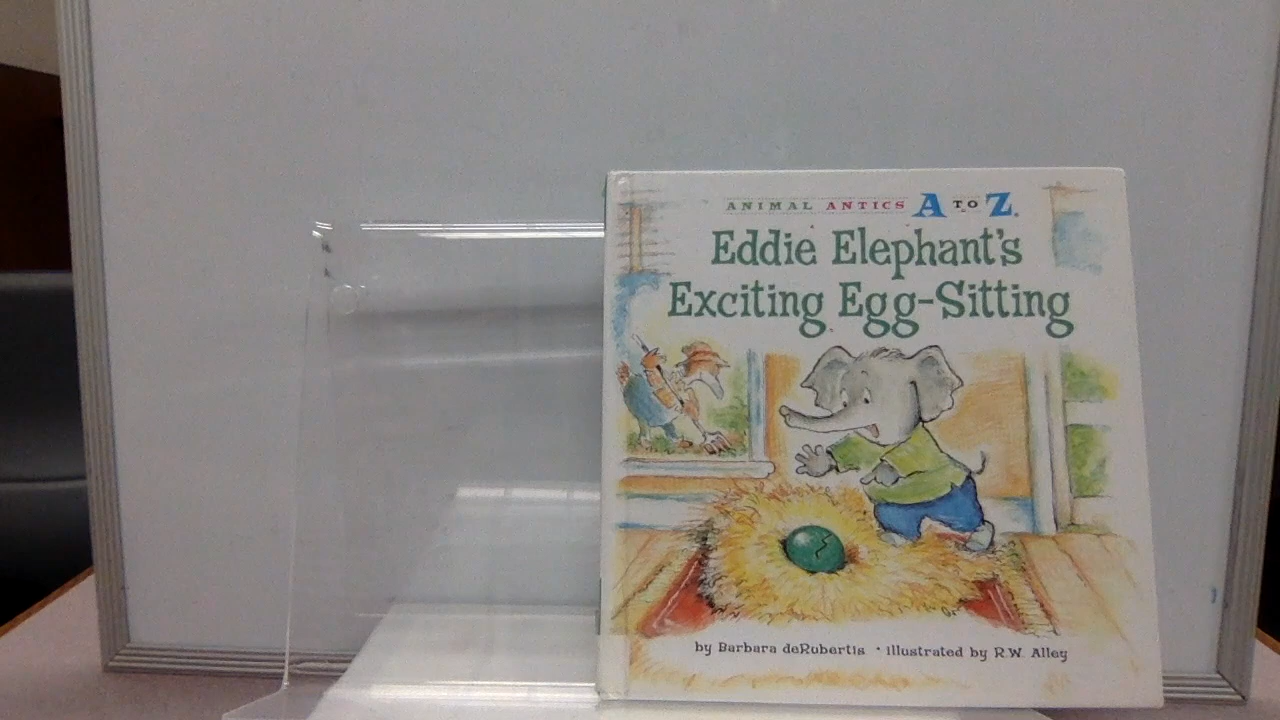 ANIMAL ANTICS A TO Z
Eddie Elephant's
Exciting Egg-Sitting
by Barbara deRubertis • illustrated by R.W. Alley